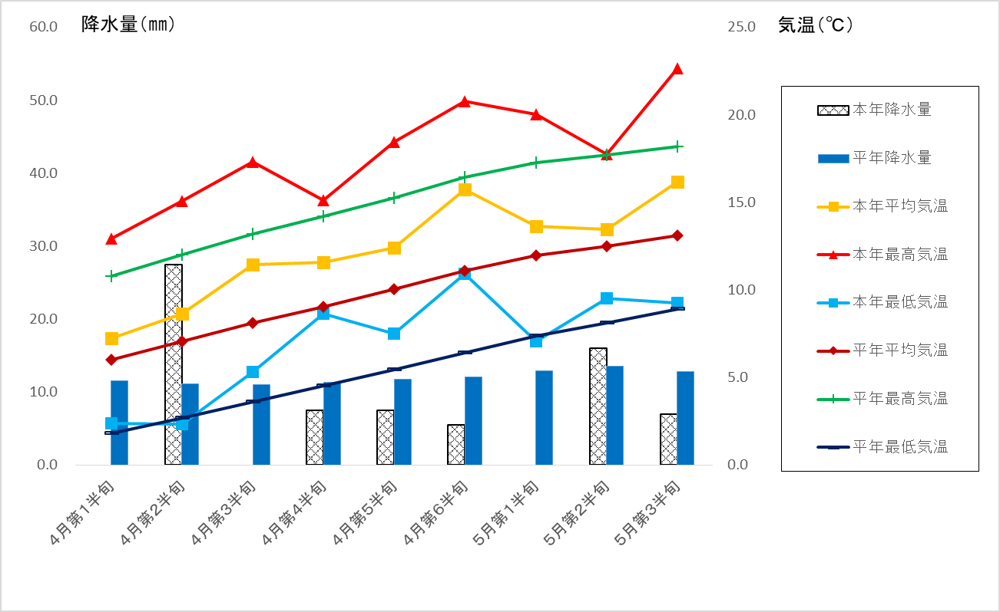 降水量(㎜)
気温(℃)
60.0
50.0
40.0
30.0
20.0
10.0
0.0
25.0
20.0
15.0
10.0
5.0
0.0
本年降水量
平年降水量
本年平均気温
本年最高気温
本年最低気温
平年平均気温
平年最高気温
平年最低気温
4月第1半旬
4月第2半旬
4月第3半旬
4月第4半旬
4月第5半旬
4月第6半旬
5月第1半旬
5月第2半旬
5月第3半旬